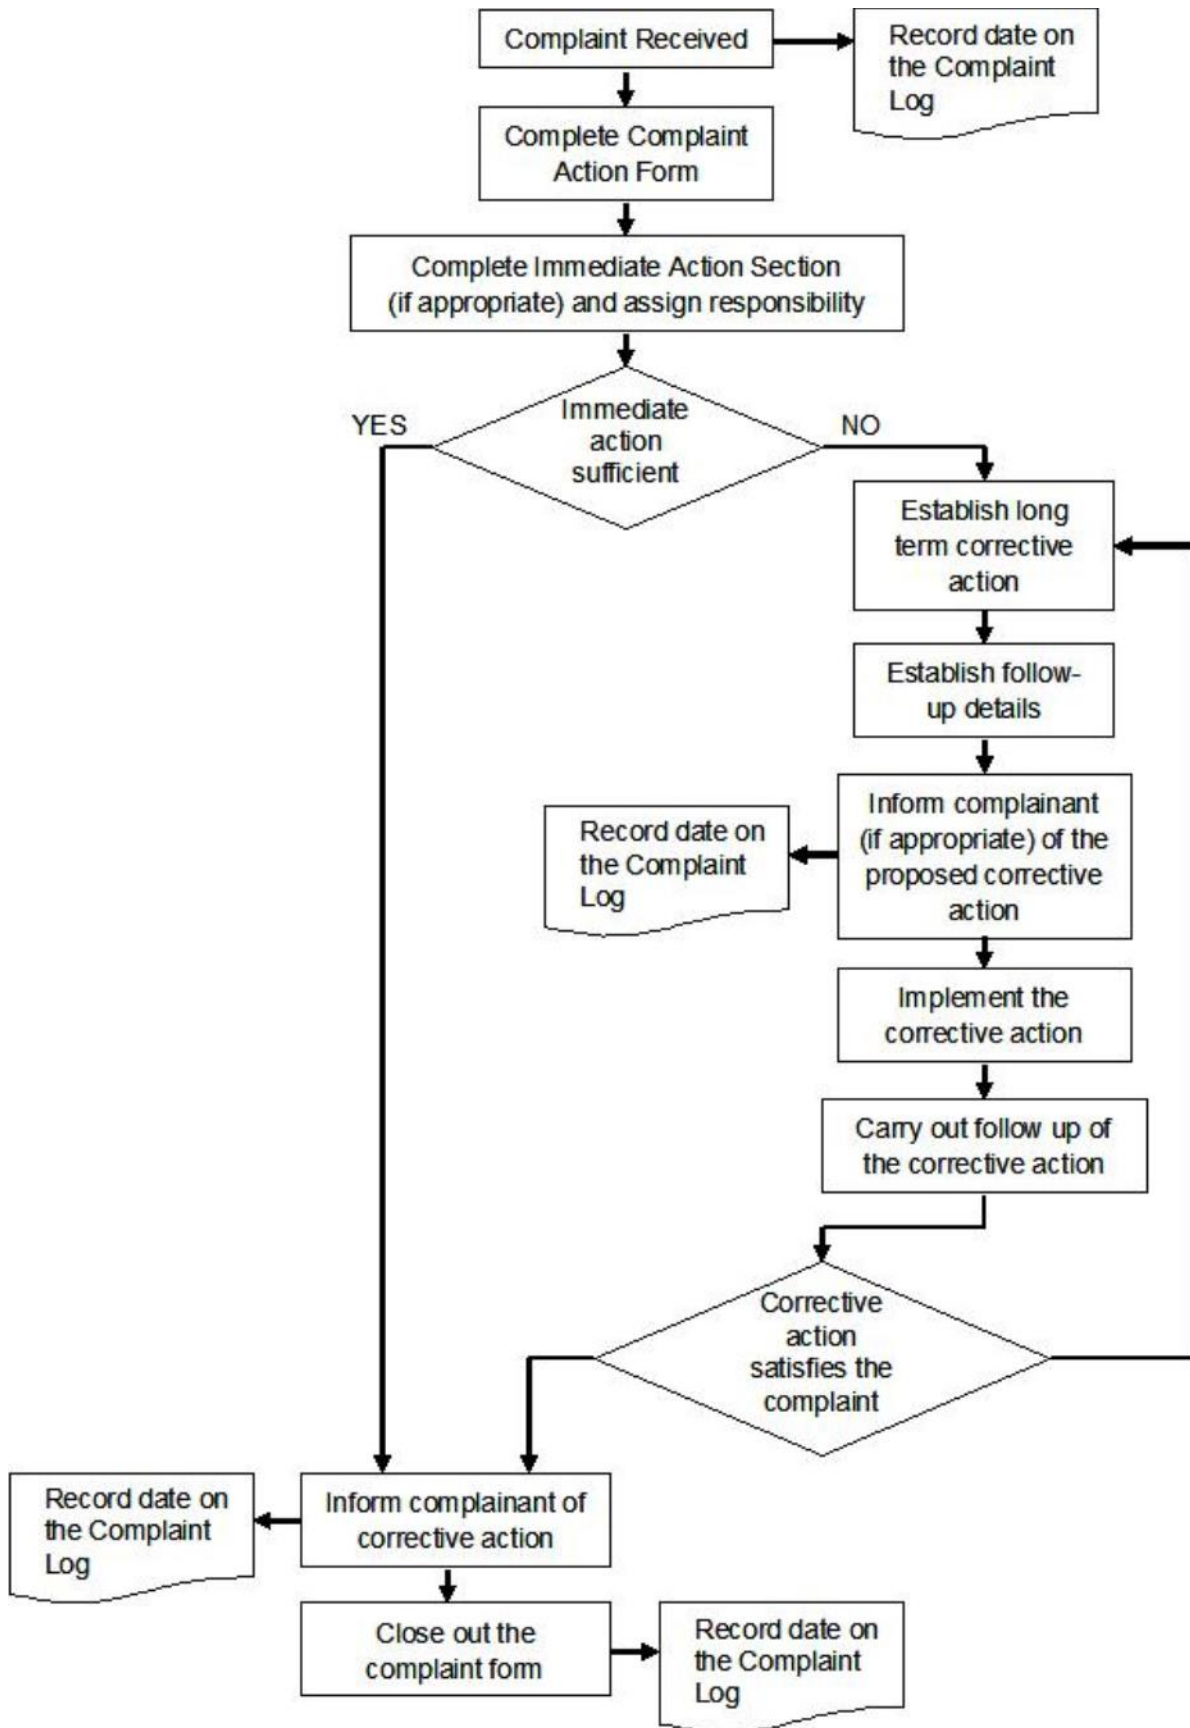 Complaint Received
Record date on
the Complaint
Log
Complete Complaint
Action Form
Complete Immediate Action Section
(if appropriate) and assign responsibility
YES
Immediate
action
sufficient
NO
Establish long
term corrective
action
Establish follow-
up details
Inform complainant
(if appropriate) of the
proposed corrective
action
Record date on
the Complaint
Log
Implement the
corrective action
Carry out follow up of
the corrective action
Corrective
action
satisfies the
complaint
Inform complainant of
corrective action
Record date on
the Complaint
Log
Close out the
complaint form
Record date on
the Complaint
Log